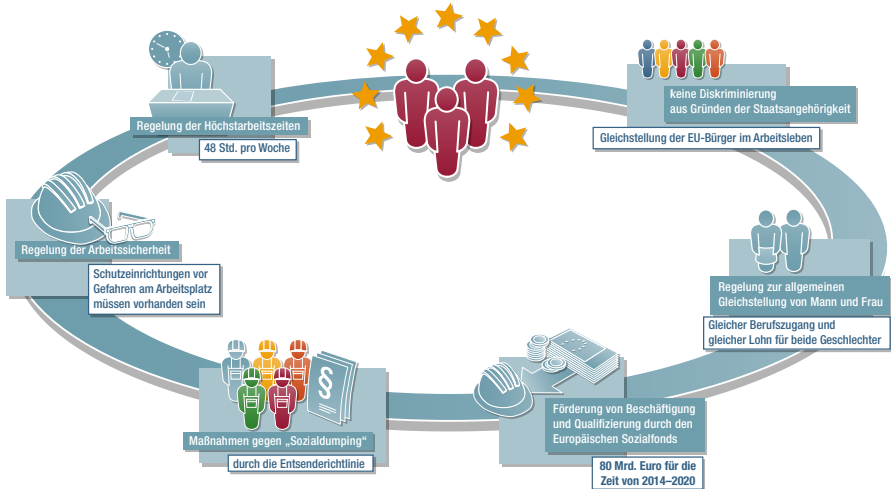 Regelung der Höchstarbeitszeiten
48 Std. pro Woche
keine Diskriminierung
aus Gründen der Staatsangehörigkeit
Gleichstellung der EU-Bürger im Arbeitsleben
Regelung der Arbeitssicherheit
Schutzeinrichtungen vor
Gefahren am Arbeitsplatz
müssen vorhanden sein
Regelung zur allgemeinen
Gleichstellung von Mann und Frau
Gleicher Berufszugang und
gleicher Lohn für beide Geschlechter
§
Maßnahmen gegen „Sozialdumping“
durch die Entsenderichtlinie
Förderung von Beschäftigung
und Qualifizierung durch den
Europäischen Sozialfonds
80 Mrd. Euro für die
Zeit von 2014–2020